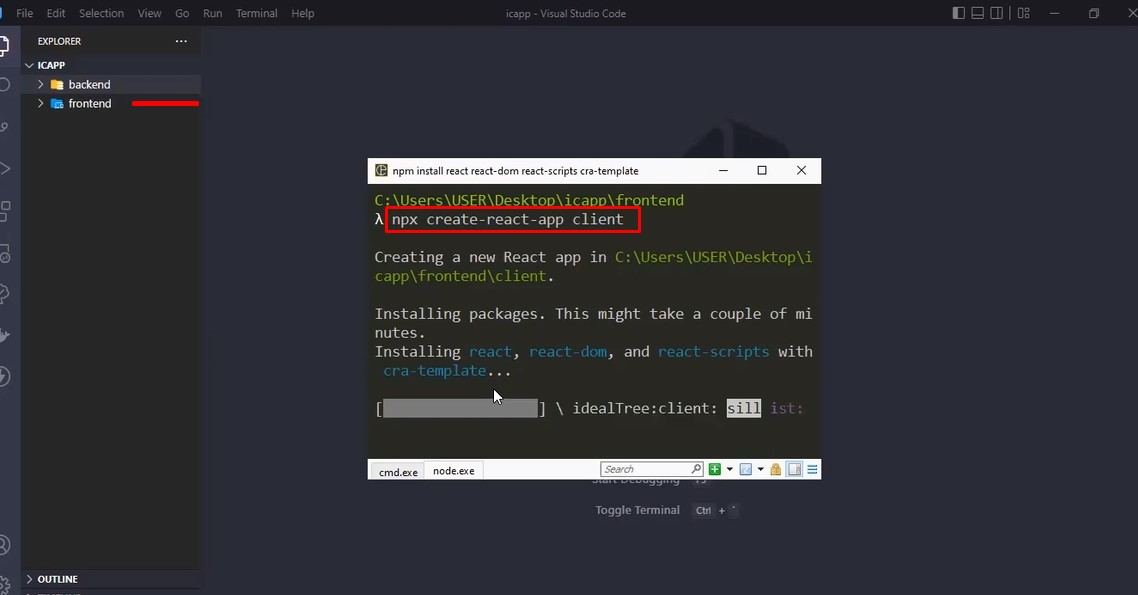 File Edit Selection View Go Run Terminal Help
icapp - Visual Studio Code
EXPLORER
ICAPP
backend
frontend
npm install react react-dom react-scripts cra-template
C:\Users\USER\Desktop\icapp\frontend
λ npx create-react-app client
Creating a new React app in C:\Users\USER\Desktop\i
capp\frontend\client.
Installing packages. This might take a couple of mi
nutes.
Installing react, react-dom, and react-scripts with
cra-template...
[ ] \ idealTree:client: sill ist:
cmd.exe node.exe
Search
Start Debugging F5
Toggle Terminal Ctrl + `
OUTLINE